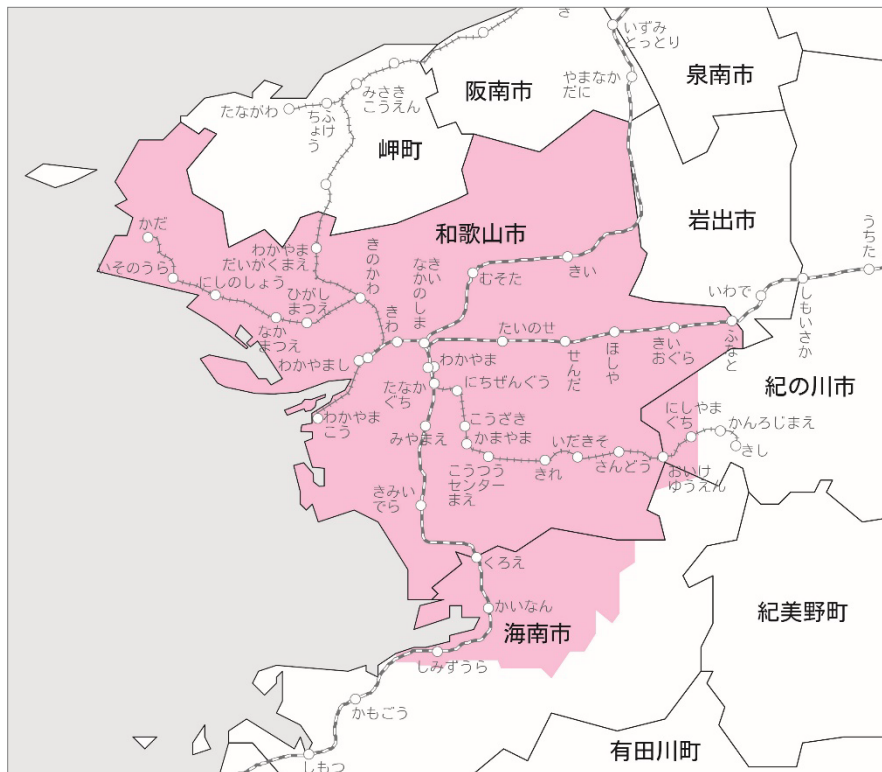 さ
いずみ
とっとり
泉南市
阪南市
やまなか
だに
みさき
こうえん
たながわ
ちょう
ふけ
岬町
岩出市
和歌山市
うちた
かだ
わかやま
だいがくまえ
きのかわ
なかいのしま
きい
きい
むそた
いそのうら
にしのしょう
ひがし
まつえ
きわ
いわで
しもいさか
なか
まつえ
たいのせ
せんだ
ほしや
きい
おぐら
ふなと
わかやまし
わかやま
たなか
ぐち
にちぜんぐう
紀の川市
わかやま
こう
みやまえ
こうざき
かまやま
にしやま
ぐち
かんろじまえ
きし
いだきそ
こうつう
センター
まえ
きれ
さんどう
おいけ
ゆうえん
きみい
でら
くろえ
かいなん
海南市
紀美野町
しみずうら
かもごう
しもつ
有田川町